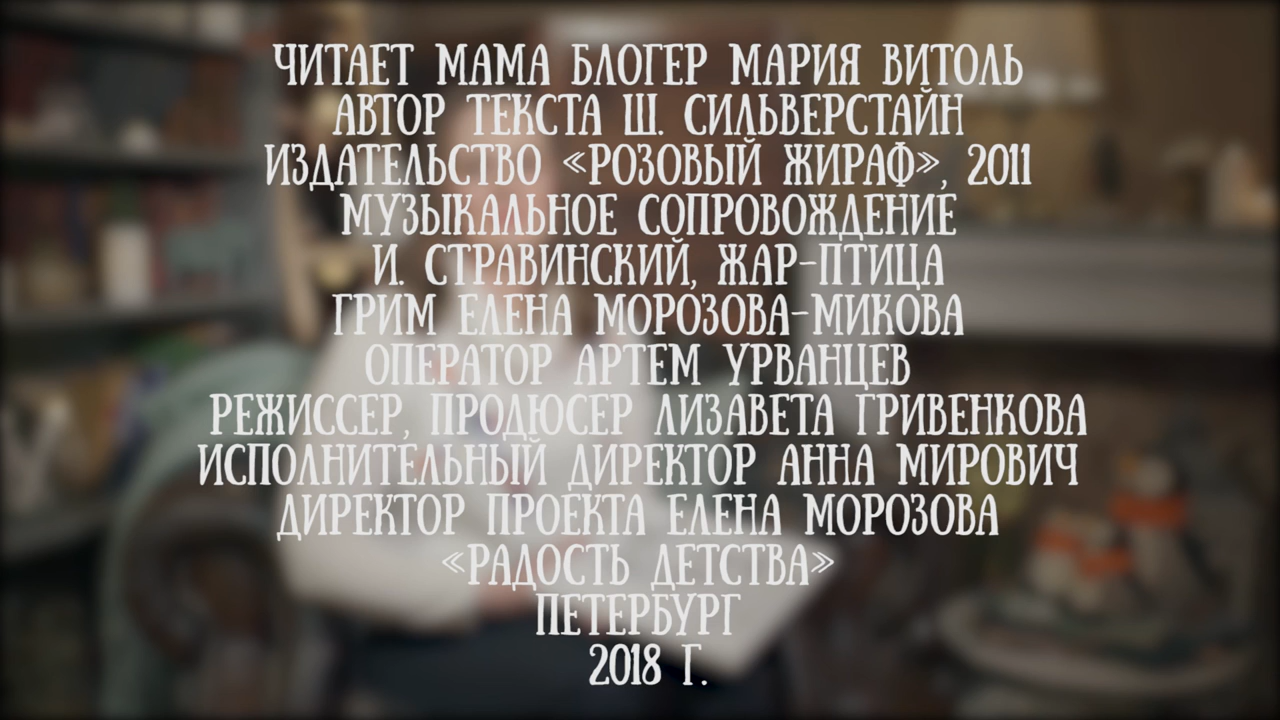 ЧИТАЕТ МАМА БЛОГЕР МАРИЯ ВИТОЛЬ
АВТОР ТЕКСТА Ш. СИЛЬВЕРСТАЙН
ИЗДАТЕЛЬСТВО «РОЗОВЫЙ ЖИРАФ», 2011
МУЗЫКАЛЬНОЕ СОПРОВОЖДЕНИЕ
И. СТРАВИНСКИЙ, ЖАР-ПТИЦА
ГРИМ ЕЛЕНА МОРОЗОВА-МИКОВА
ОПЕРАТОР АРТЕМ УРВАНЦЕВ
РЕЖИССЕР, ПРОДЮСЕР ЛИЗАВЕТА ГРИВЕНКОВА
ИСПОЛНИТЕЛЬНЫЙ ДИРЕКТОР АННА МИРОВИЧ
ДИРЕКТОР ПРОЕКТА ЕЛЕНА МОРОЗОВА
«РАДОСТЬ ДЕТСТВА»
ПЕТЕРБУРГ
2018 Г.